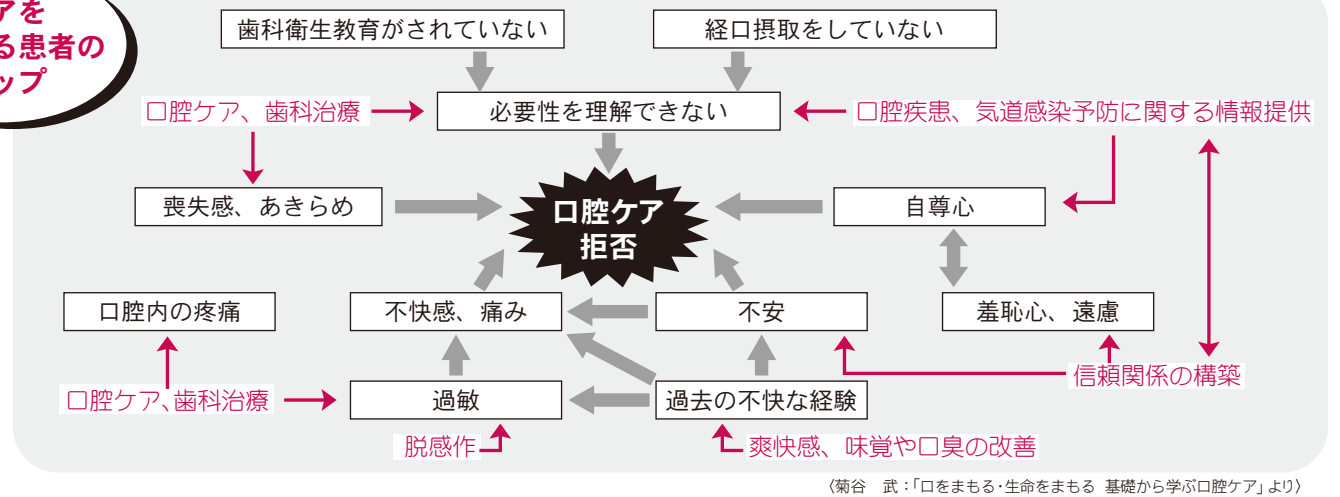 アを
る患者の
ップ
歯科衛生教育がされていない
経口摂取をしていない
口腔ケア、歯科治療
必要性を理解できない
口腔疾患、気道感染予防に関する情報提供
喪失感、あきらめ
口腔ケア
拒否
自尊心
口腔内の疼痛
不快感、痛み
不安
羞恥心、遠慮
口腔ケア、歯科治療
過敏
過去の不快な経験
信頼関係の構築
脱感作
爽快感、味覚や口臭の改善
〈菊谷　武:「口をまもる・生命をまもる 基礎から学ぶ口腔ケア」より〉